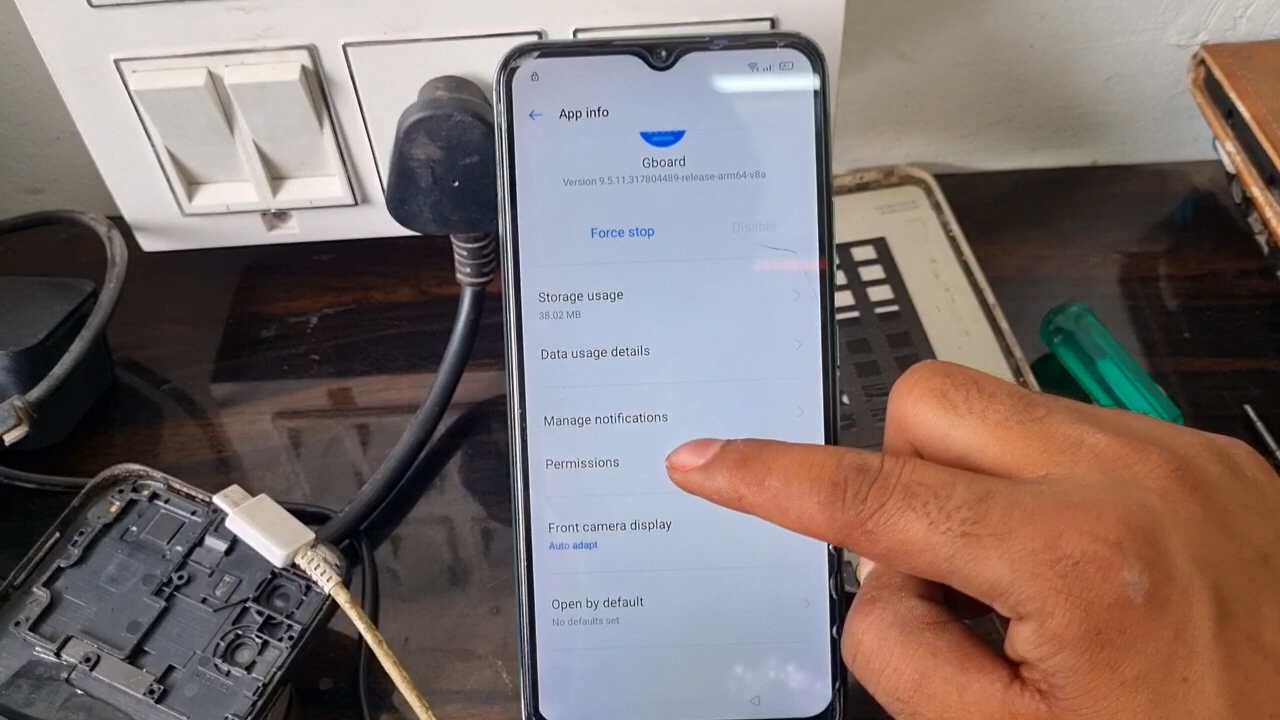 App info
Gboard
Version 9.5.11.317804489-release-arm64-v8a
Force stop
Disable
Storage usage
38.02 MB
Data usage details
Manage notifications
Permissions
Front camera display
Auto adapt
Open by default
No defaults set